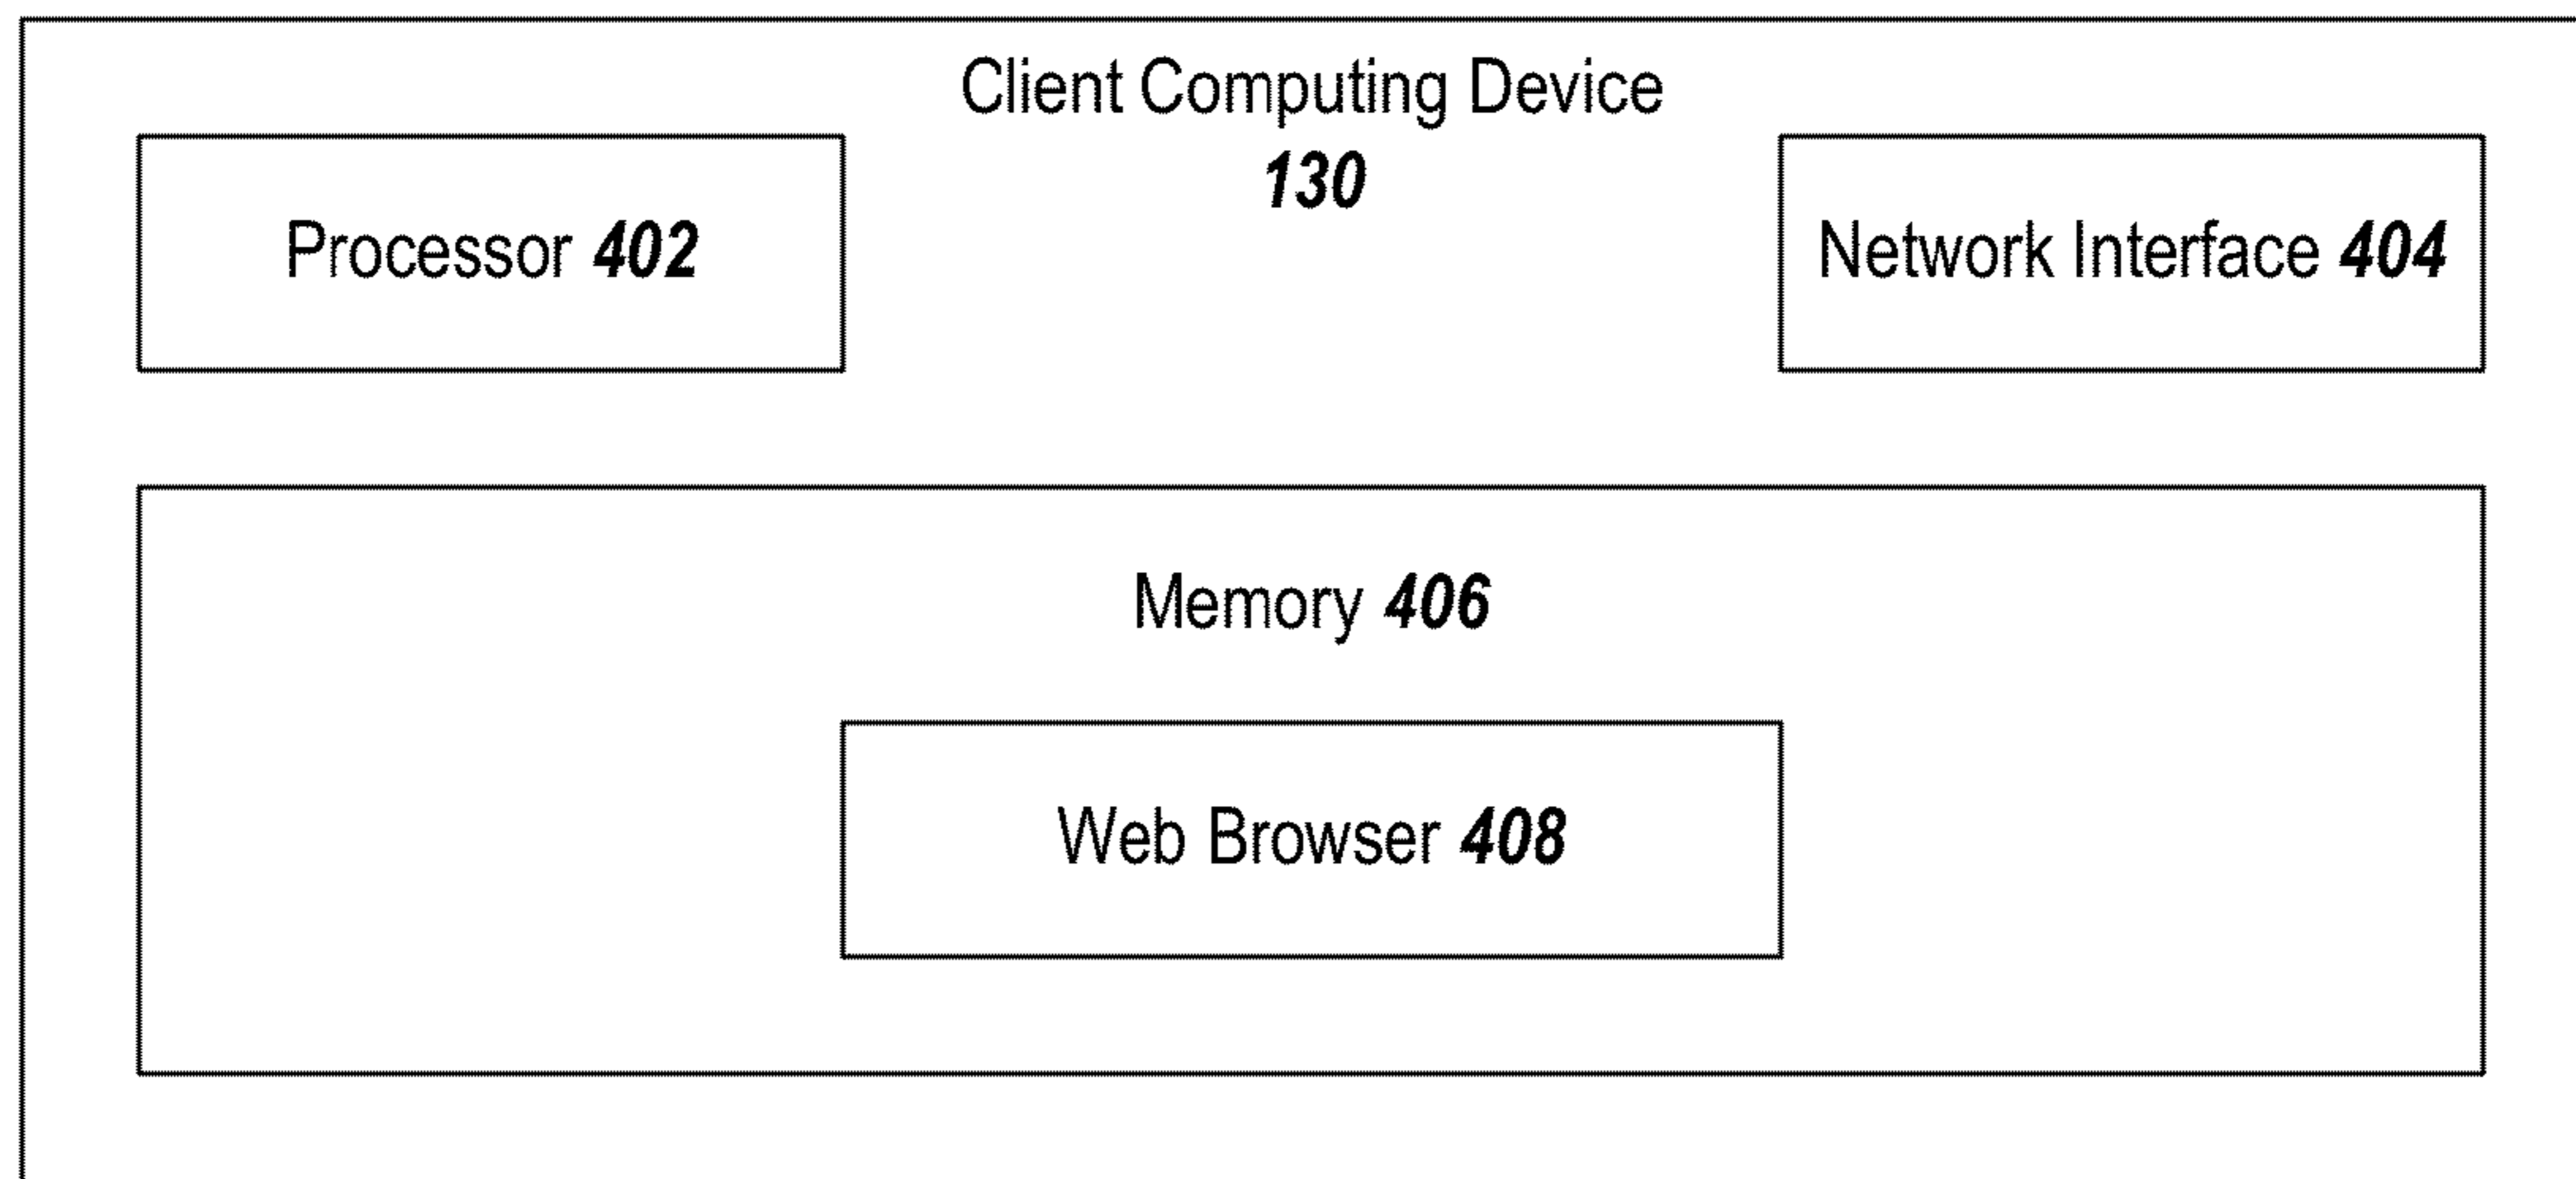 Client Computing Device
130
Processor 402
Network Interface 404
Memory 406
Web Browser 408